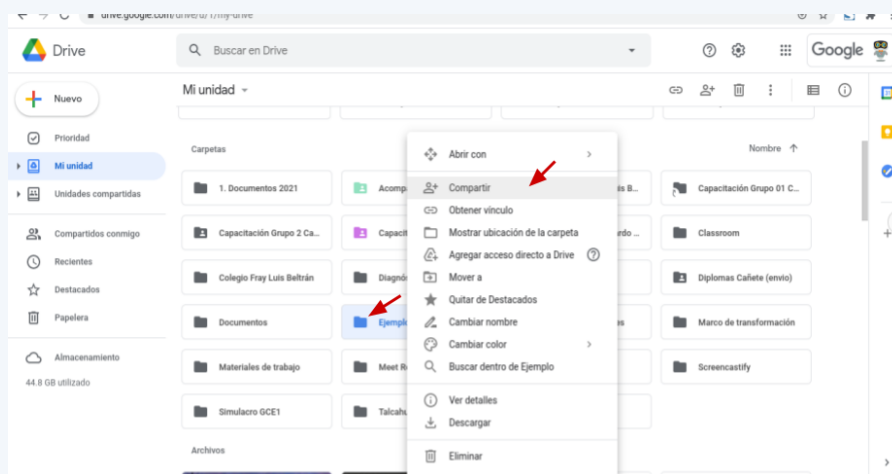 drive.google.com/drive/u/1/my-drive
Drive
Buscar en Drive
Google
Nuevo
Mi unidad
Prioridad
Mi unidad
Unidades compartidas
Compartidos conmigo
Recientes
Destacados
Papelera
Almacenamiento
44.8 GB utilizado
Carpetas
Nombre
1. Documentos 2021
Acomp
is B...
Capacitación Grupo 01 C...
Capacitación Grupo 2 Ca...
Capacit
rdo ...
Classroom
Colegio Fray Luis Beltrán
Diagnó
Diplomas Cañete (envio)
Documentos
Ejemplo
es
Marco de transformación
Materiales de trabajo
Meet R
Screencastify
Simulacro GCE1
Talcahu
Archivos
Abrir con
Compartir
Obtener vínculo
Mostrar ubicación de la carpeta
Agregar acceso directo a Drive
Mover a
Quitar de Destacados
Cambiar nombre
Cambiar color
Buscar dentro de Ejemplo
Ver detalles
Descargar
Eliminar